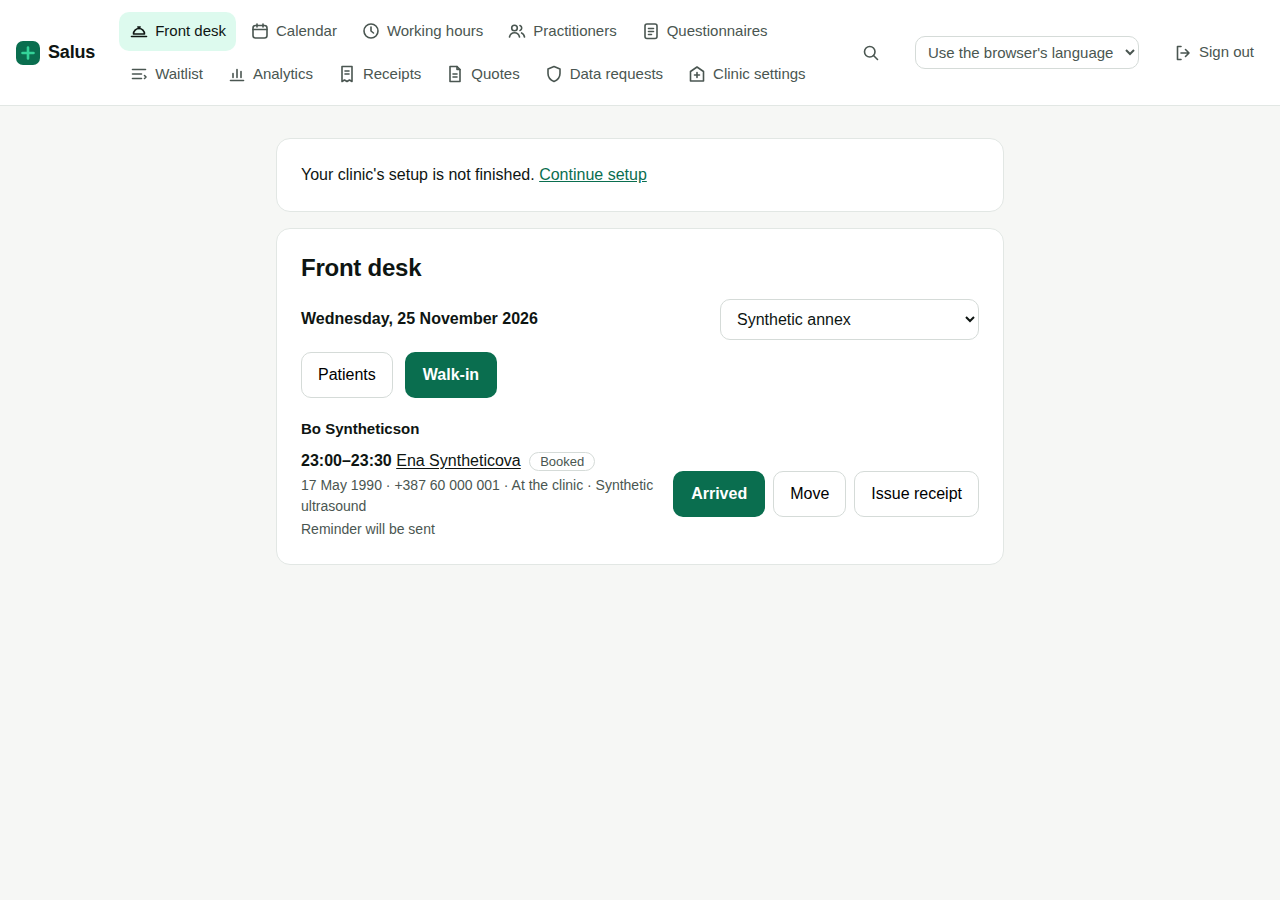 Salus
Front desk
Calendar
Working hours
Practitioners
Questionnaires
Waitlist
Analytics
Receipts
Quotes
Data requests
Clinic settings
Use the browser's language
Sign out
Your clinic's setup is not finished. Continue setup
Front desk
Wednesday, 25 November 2026
Synthetic annex
Patients
Walk-in
Bo Syntheticson
23:00–23:30 Ena Syntheticova Booked
17 May 1990 · +387 60 000 001 · At the clinic · Synthetic
ultrasound
Reminder will be sent
Arrived
Move
Issue receipt